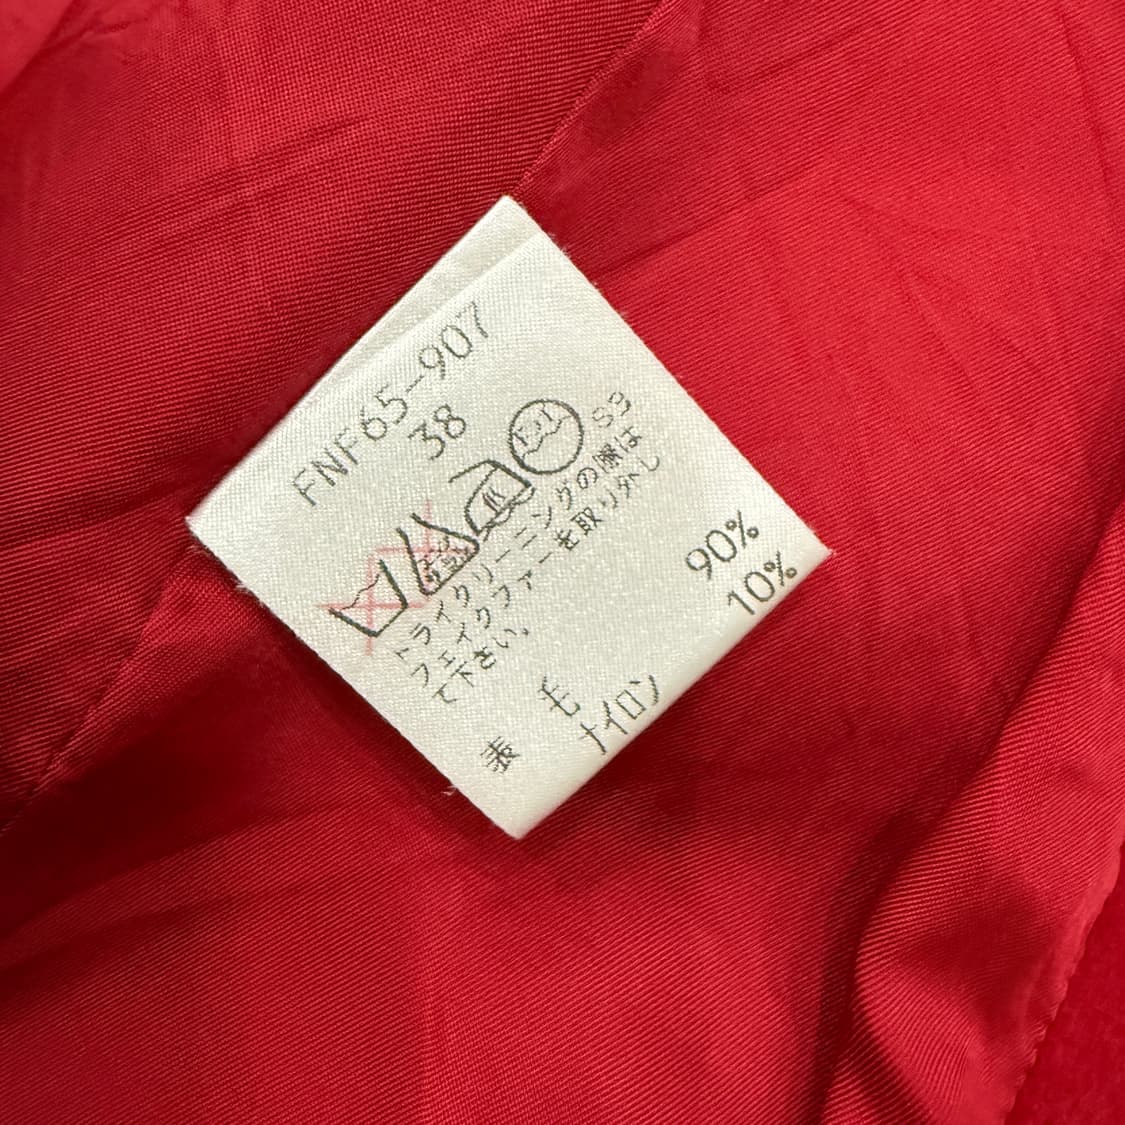 FNF65-907
38
ドライクリーニングの際は
フェイクファーを取り外し
て下さい。
表 毛 90%
ナイロン 10%